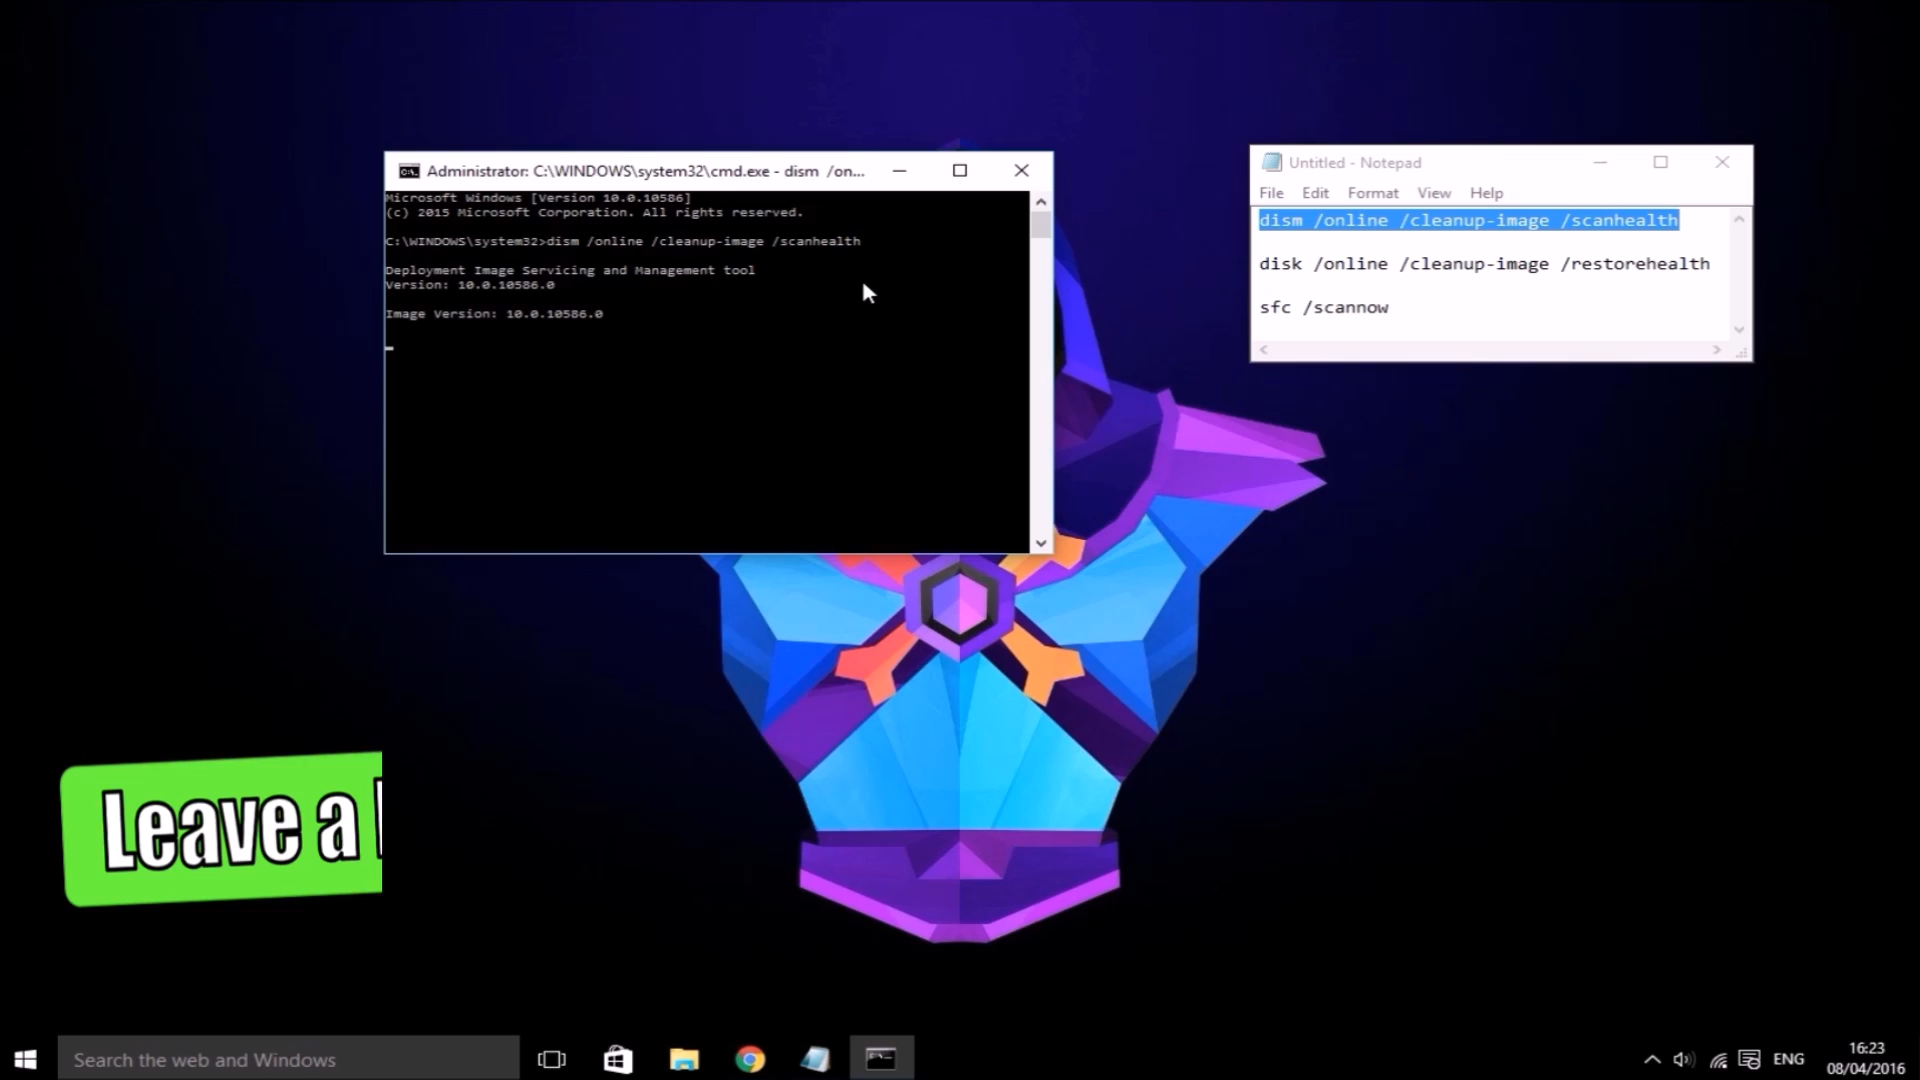 Administrator: C:\WINDOWS\system32\cmd.exe - dism /on...
Microsoft Windows [Version 10.0.10586]
(c) 2015 Microsoft Corporation. All rights reserved.
C:\WINDOWS\system32>dism /online /cleanup-image /scanhealth
Deployment Image Servicing and Management tool
Version: 10.0.10586.0
Image Version: 10.0.10586.0
Untitled - Notepad
File Edit Format View Help
dism /online /cleanup-image /scanhealth
disk /online /cleanup-image /restorehealth
sfc /scannow
Leave a
Search the web and Windows
ENG
16:23
08/04/2016